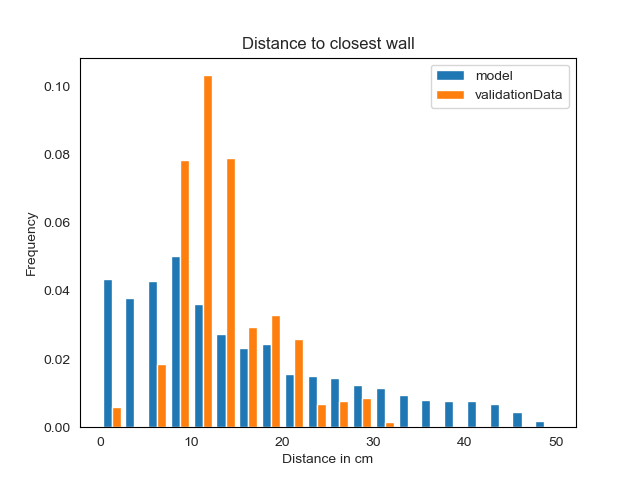 Distance to closest wall
model
validationData
0.10
0.08
0.06
0.04
0.02
0.00
Frequency
0 10 20 30 40 50
Distance in cm